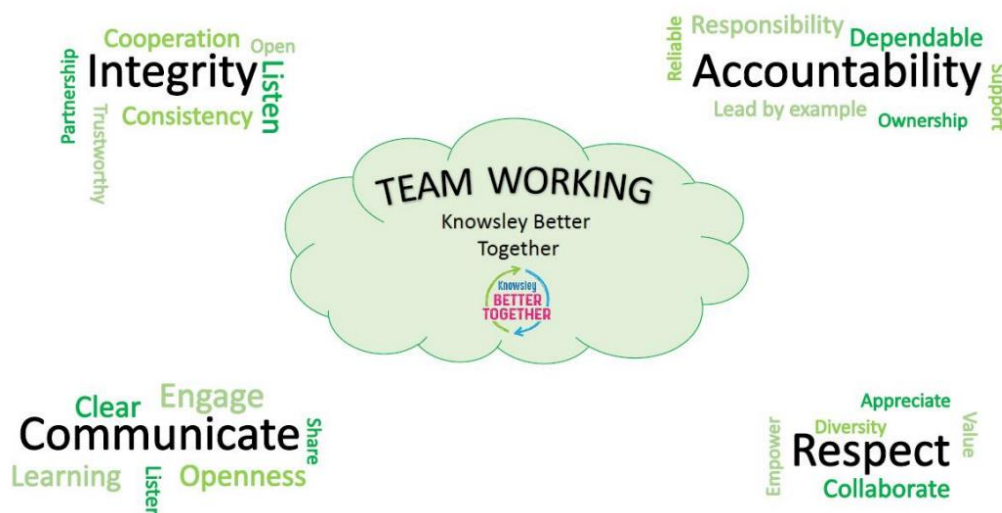 Cooperation
Open
Integrity
Listen
Partnership
Consistency
Trustworthy
Responsibility
Reliable
Dependable
Accountability
Support
Lead by example
Ownership
TEAM WORKING
Knowsley Better
Together
Knowsley
BETTER
TOGETHER
Engage
Clear
Communicate
Share
Learning
Listen
Openness
Appreciate
Diversity
Value
Empower
Respect
Collaborate